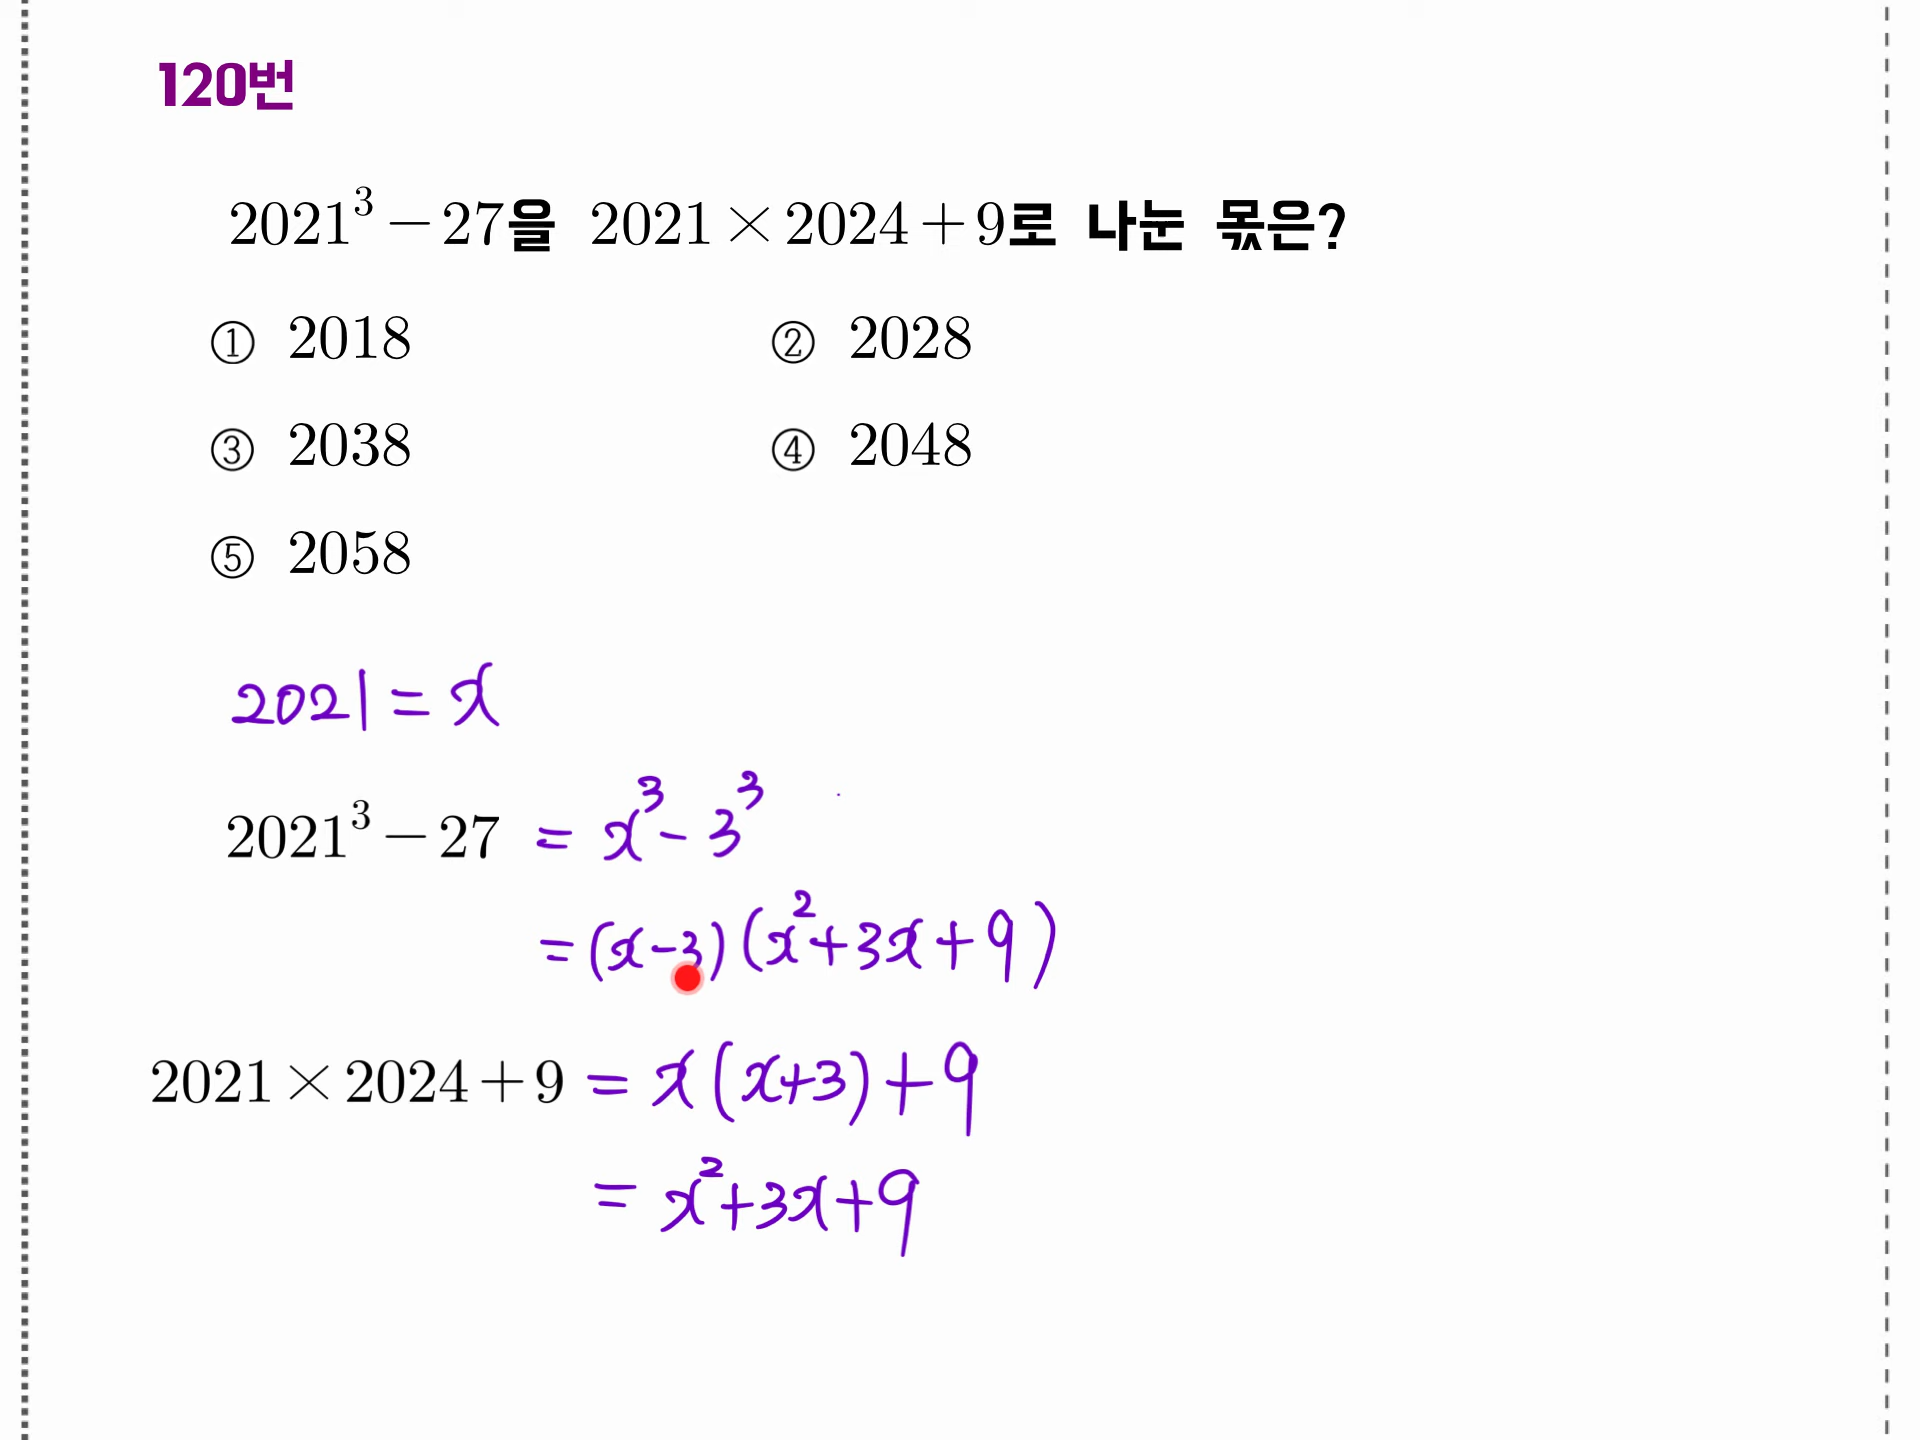 120번
2021³ − 27을 2021 × 2024 + 9로 나눈 몫은?
① 2018 ② 2028
③ 2038 ④ 2048
⑤ 2058
2021 = x
2021³ − 27 = x³ - 3³
= (x-3)(x²+3x+9)
2021 × 2024 + 9 = x(x+3)+9
= x²+3x+9